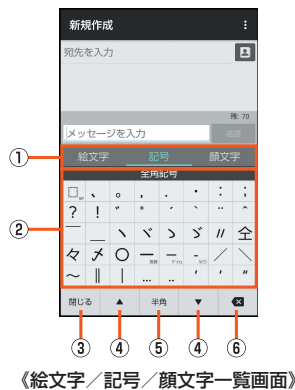 新規作成
宛先を入力
残: 70
メッセージを入力
送信
① 絵文字 記号 顔文字
全角記号
② 、 。 ， ． ・ ： ；
？ ！ ゛ ゜ ´ ｀ ¨ ＾
￣ ＿ ヽ ヾ ゝ ゞ 〃 仝
々 〆 〇 ー ― ‐ ／ ＼
～ ∥ ｜ … ‥ ‘ ’ “
閉じる ▲ 半角 ▼
③ ④ ⑤ ④ ⑥
《絵文字／記号／顔文字一覧画面》